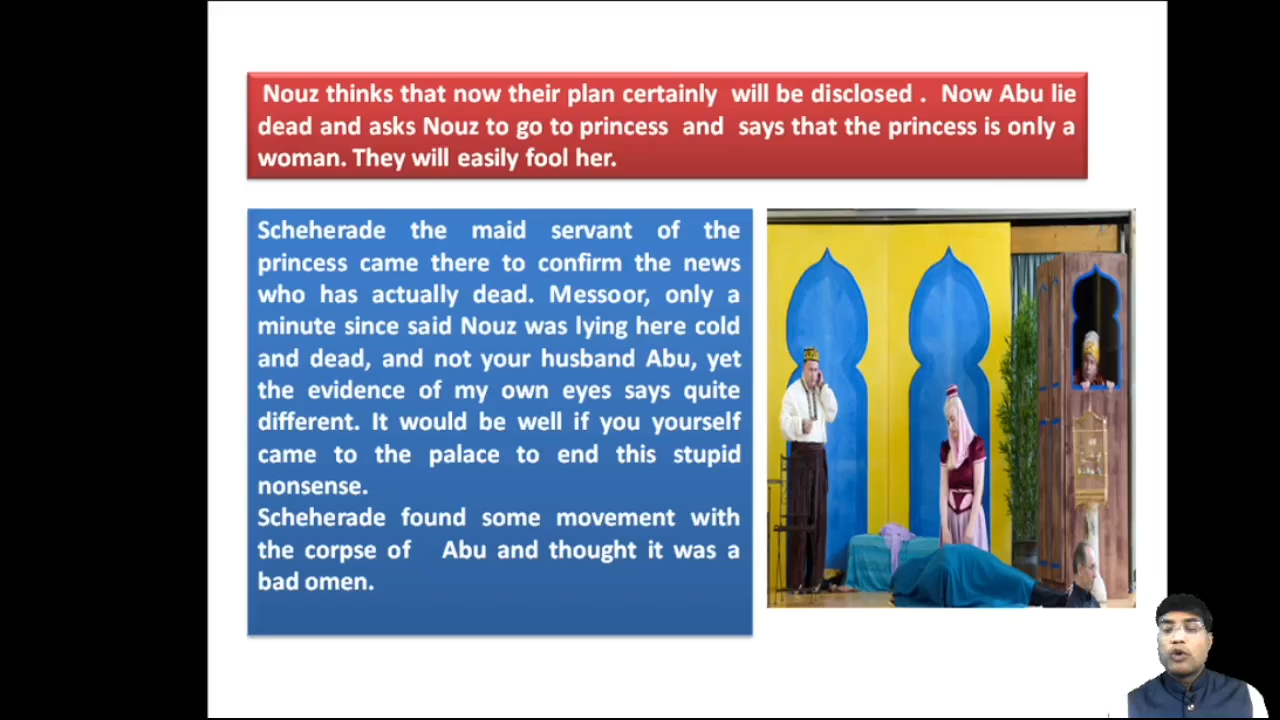 Nouz thinks that now their plan certainly will be disclosed . Now Abu lie
dead and asks Nouz to go to princess and says that the princess is only a
woman. They will easily fool her.
Scheherade the maid servant of the
princess came there to confirm the news
who has actually dead. Messoor, only a
minute since said Nouz was lying here cold
and dead, and not your husband Abu, yet
the evidence of my own eyes says quite
different. It would be well if you yourself
came to the palace to end this stupid
nonsense.
Scheherade found some movement with
the corpse of Abu and thought it was a
bad omen.